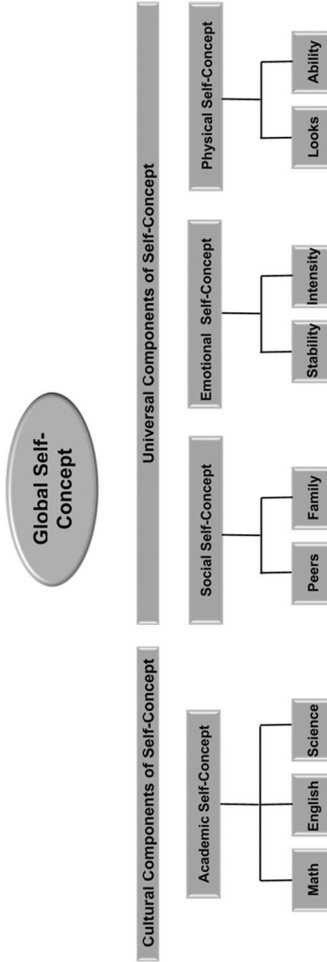 Global Self-
Concept
Cultural Components of Self-Concept
Universal Components of Self-Concept
Academic Self-Concept
Social Self-Concept
Emotional Self-Concept
Physical Self-Concept
Math
English
Science
Peers
Family
Stability
Intensity
Looks
Ability